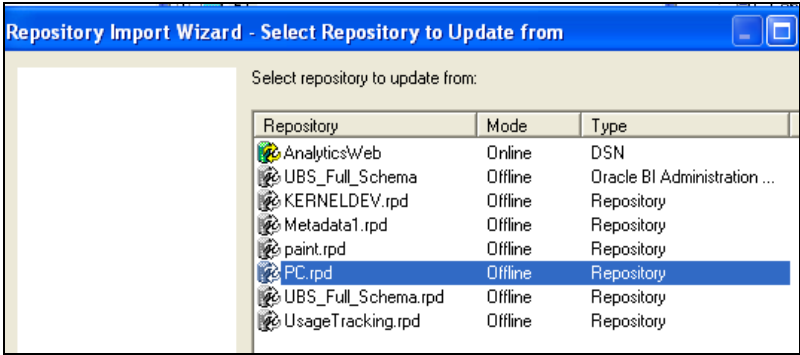 Repository Import Wizard - Select Repository to Update from
Select repository to update from:
Repository Mode Type
AnalyticsWeb Online DSN
UBS_Full_Schema Offline Oracle BI Administration ...
KERNELDEV.rpd Offline Repository
Metadata1.rpd Offline Repository
paint.rpd Offline Repository
PC.rpd Offline Repository
UBS_Full_Schema.rpd Offline Repository
UsageTracking.rpd Offline Repository